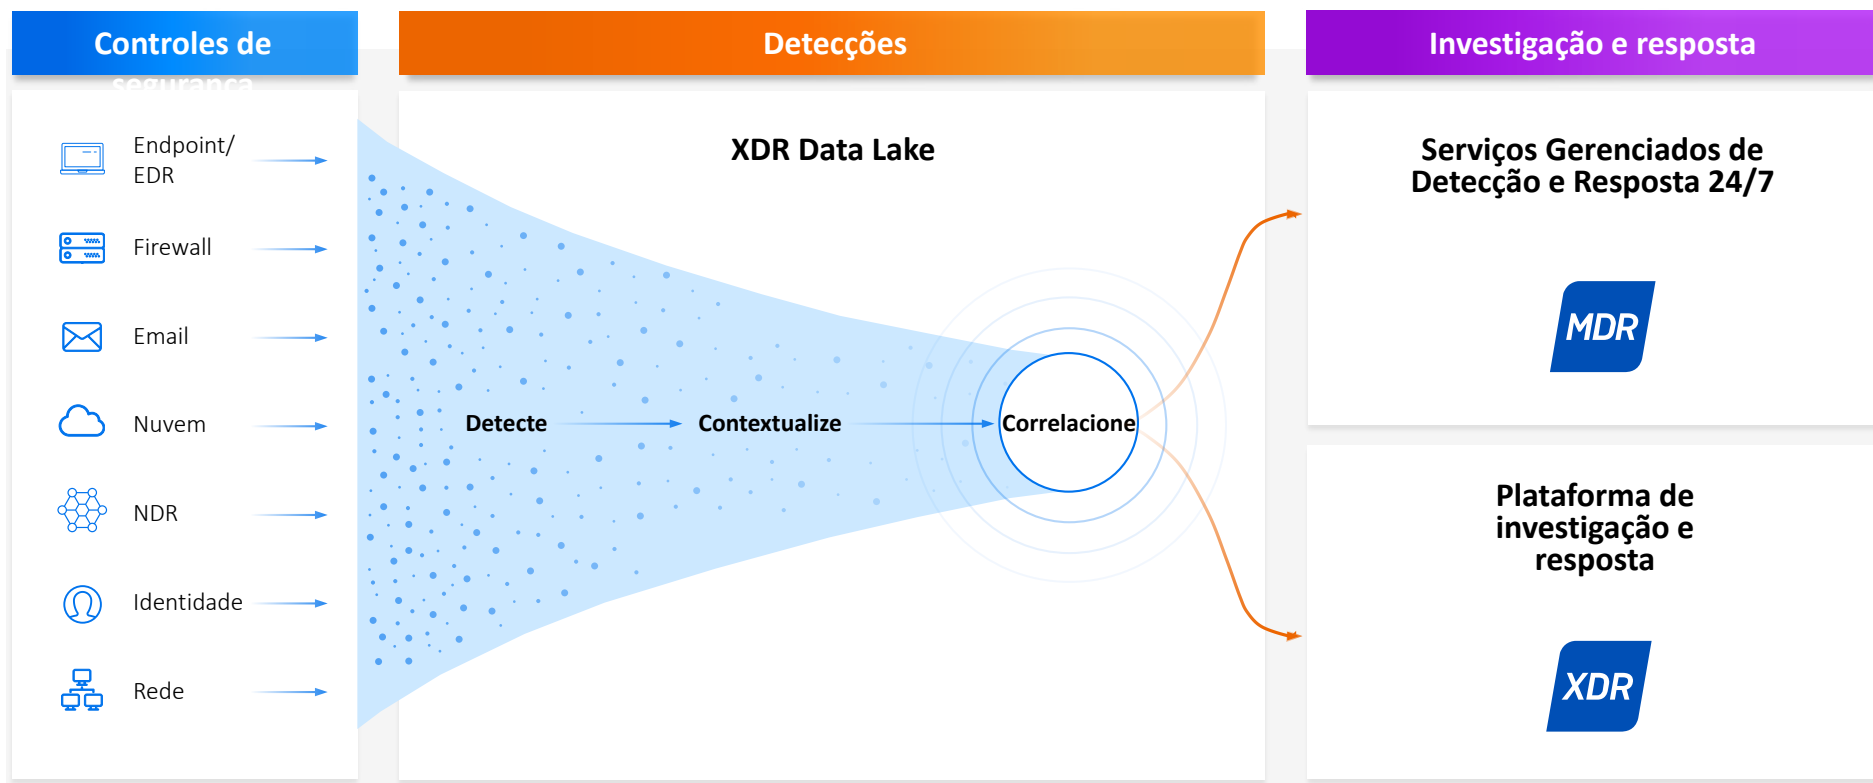 Controles de
segurança
Endpoint/
EDR
Firewall
Email
Nuvem
NDR
Identidade
Rede
Detecções
XDR Data Lake
Detecte
Contextualize
Correlacione
Investigação e resposta
Serviços Gerenciados de
Detecção e Resposta 24/7
MDR
Plataforma de
investigação e
resposta
XDR